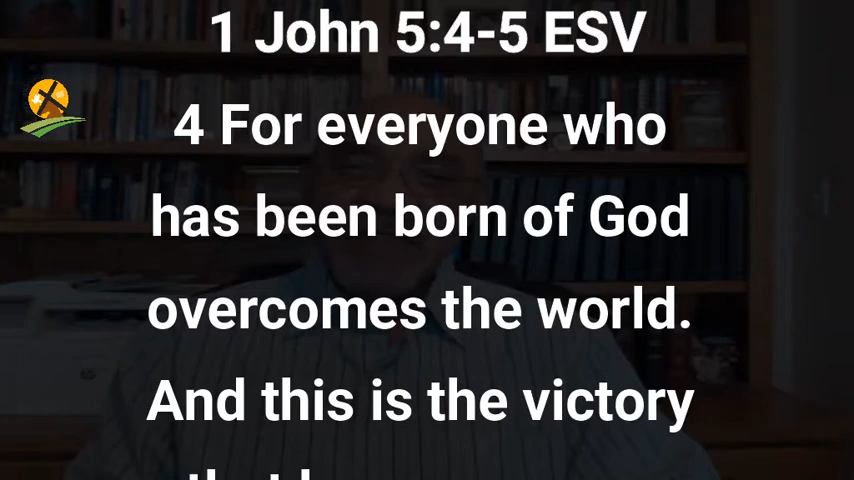 1 John 5:4-5 ESV
4 For everyone who
has been born of God
overcomes the world.
And this is the victory